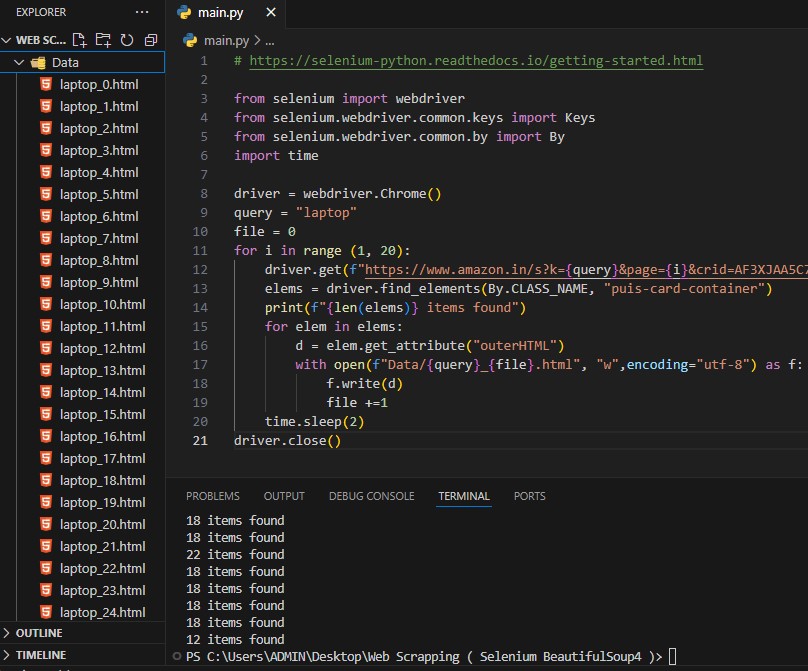 EXPLORER
WEB SC...
Data
laptop_0.html
laptop_1.html
laptop_2.html
laptop_3.html
laptop_4.html
laptop_5.html
laptop_6.html
laptop_7.html
laptop_8.html
laptop_9.html
laptop_10.html
laptop_11.html
laptop_12.html
laptop_13.html
laptop_14.html
laptop_15.html
laptop_16.html
laptop_17.html
laptop_18.html
laptop_19.html
laptop_20.html
laptop_21.html
laptop_22.html
laptop_23.html
laptop_24.html
OUTLINE
TIMELINE
main.py
main.py > ...
1 # https://selenium-python.readthedocs.io/getting-started.html
2
3 from selenium import webdriver
4 from selenium.webdriver.common.keys import Keys
5 from selenium.webdriver.common.by import By
6 import time
7
8 driver = webdriver.Chrome()
9 query = "laptop"
10 file = 0
11 for i in range (1, 20):
12 driver.get(f"https://www.amazon.in/s?k={query}&page={i}&crid=AF3XJAA5C7
13 elems = driver.find_elements(By.CLASS_NAME, "puis-card-container")
14 print(f"{len(elems)} items found")
15 for elem in elems:
16 d = elem.get_attribute("outerHTML")
17 with open(f"Data/{query}_{file}.html", "w",encoding="utf-8") as f:
18 f.write(d)
19 file +=1
20 time.sleep(2)
21 driver.close()
PROBLEMS OUTPUT DEBUG CONSOLE TERMINAL PORTS
18 items found
18 items found
22 items found
18 items found
18 items found
18 items found
18 items found
12 items found
PS C:\Users\ADMIN\Desktop\Web Scrapping ( Selenium BeautifulSoup4 )>